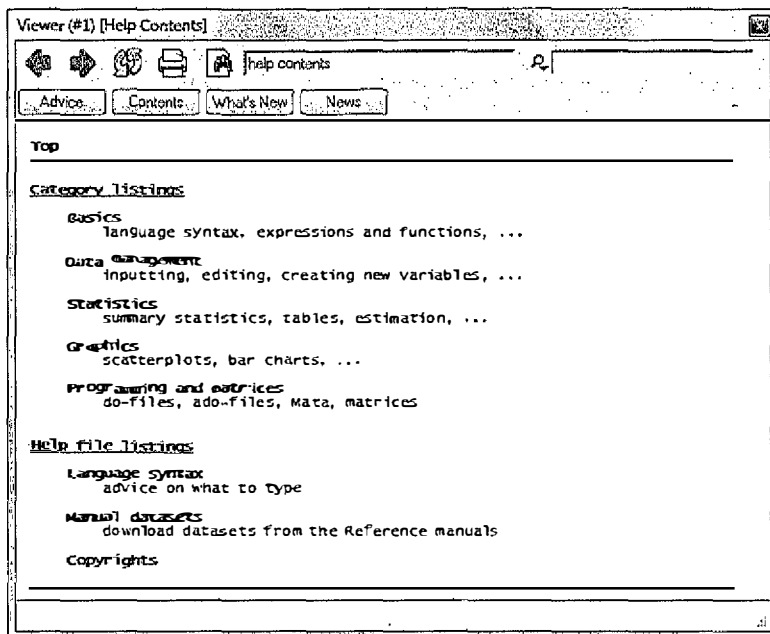 Viewer (#1) [Help Contents]
help contents
Advice
Contents
What's New
News
Top
Category listings
Basics
language syntax, expressions and functions, ...
Data management
inputting, editing, creating new variables, ...
Statistics
summary statistics, tables, estimation, ...
Graphics
scatterplots, bar charts, ...
Programming and matrices
do-files, ado-files, Mata, matrices
Help file listings
Language syntax
advice on what to type
Manual datasets
download datasets from the Reference manuals
Copyrights